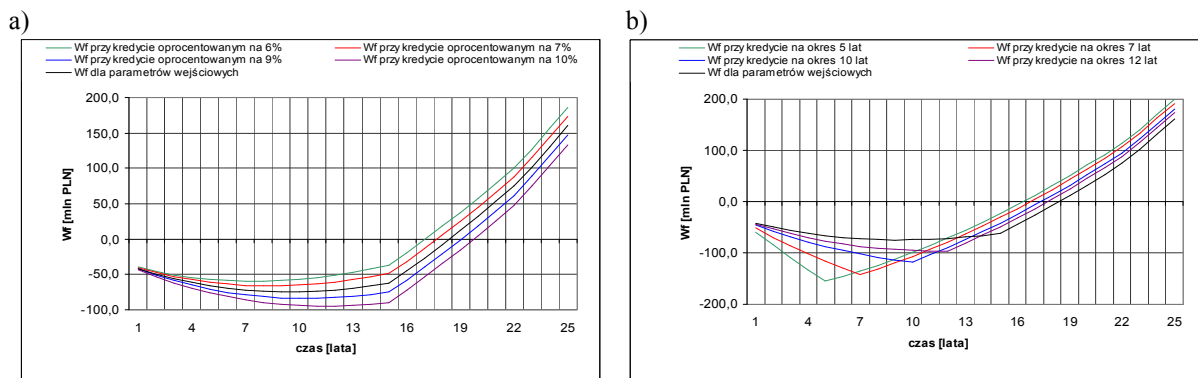 a)
Wf przy kredycie oprocentowanym na 6%
Wf przy kredycie oprocentowanym na 7%
Wf przy kredycie oprocentowanym na 9%
Wf przy kredycie oprocentowanym na 10%
Wf dla parametrów wejściowych
200,0
150,0
100,0
50,0
0,0
-50,0
-100,0
Wf [mln PLN]
1 4 7 10 13 16 19 22 25
czas [lata]
b)
Wf przy kredycie na okres 5 lat
Wf przy kredycie na okres 7 lat
Wf przy kredycie na okres 10 lat
Wf przy kredycie na okres 12 lat
Wf dla parametrów wejściowych
200,0
100,0
0,0
-100,0
-200,0
Wf [mln PLN]
1 4 7 10 13 16 19 22 25
czas [lata]